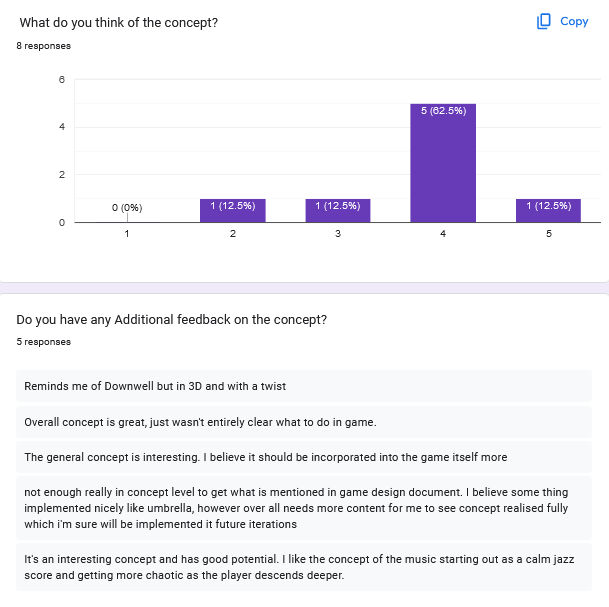 What do you think of the concept?
Copy
8 responses
6
4
2
0
0 (0%)
1 (12.5%)
1 (12.5%)
5 (62.5%)
1 (12.5%)
1
2
3
4
5
Do you have any Additional feedback on the concept?
5 responses
Reminds me of Downwell but in 3D and with a twist
Overall concept is great, just wasn't entirely clear what to do in game.
The general concept is interesting. I believe it should be incorporated into the game itself more
not enough really in concept level to get what is mentioned in game design document. I believe some thing
implemented nicely like umbrella, however over all needs more content for me to see concept realised fully
which i'm sure will be implemented it future iterations
It's an interesting concept and has good potential. I like the concept of the music starting out as a calm jazz
score and getting more chaotic as the player descends deeper.